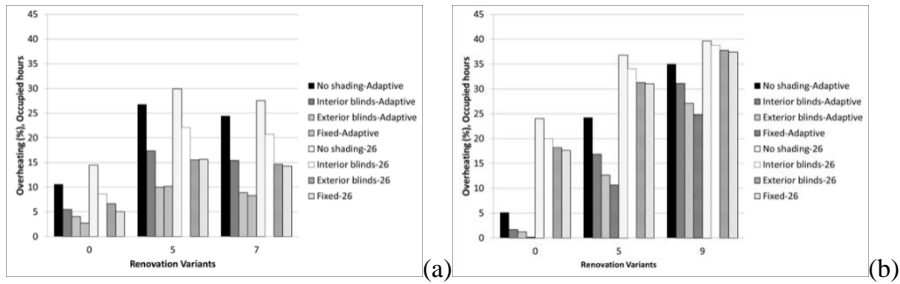 45
40
35
30
25
20
15
10
5
0
Overheating (%), Occupied hours
0 5 7
Renovation Variants
No shading-Adaptive
Interior blinds-Adaptive
Exterior blinds-Adaptive
Fixed-Adaptive
No shading-26
Interior blinds-26
Exterior blinds-26
Fixed-26
(a)
45
40
35
30
25
20
15
10
5
0
Overheating (%), Occupied hours
0 5 9
Renovation Variants
No shading-Adaptive
Interior blinds-Adaptive
Exterior blinds-Adaptive
Fixed-Adaptive
No shading-26
Interior blinds-26
Exterior blinds-26
Fixed-26
(b)